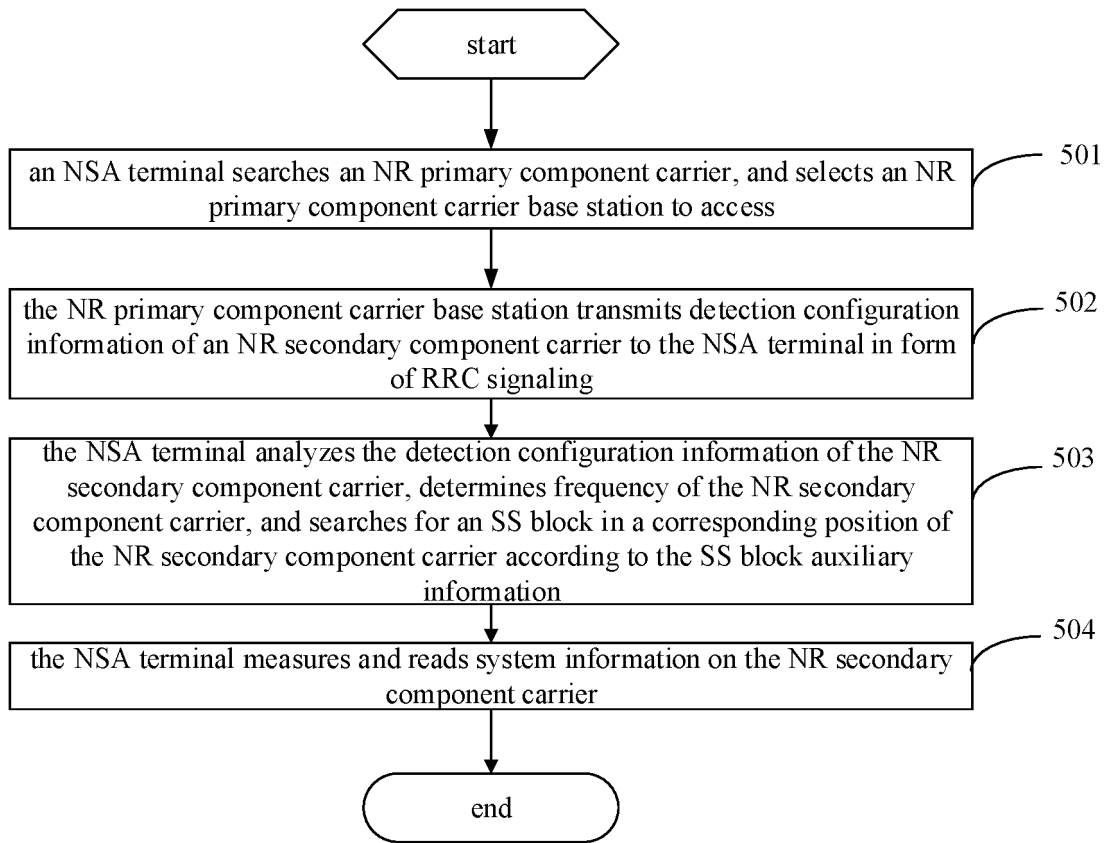 start
an NSA terminal searches an NR primary component carrier, and selects an NR
primary component carrier base station to access
501
the NR primary component carrier base station transmits detection configuration
information of an NR secondary component carrier to the NSA terminal in form
of RRC signaling
502
the NSA terminal analyzes the detection configuration information of the NR
secondary component carrier, determines frequency of the NR secondary
component carrier, and searches for an SS block in a corresponding position of
the NR secondary component carrier according to the SS block auxiliary
information
503
the NSA terminal measures and reads system information on the NR secondary
component carrier
504
end